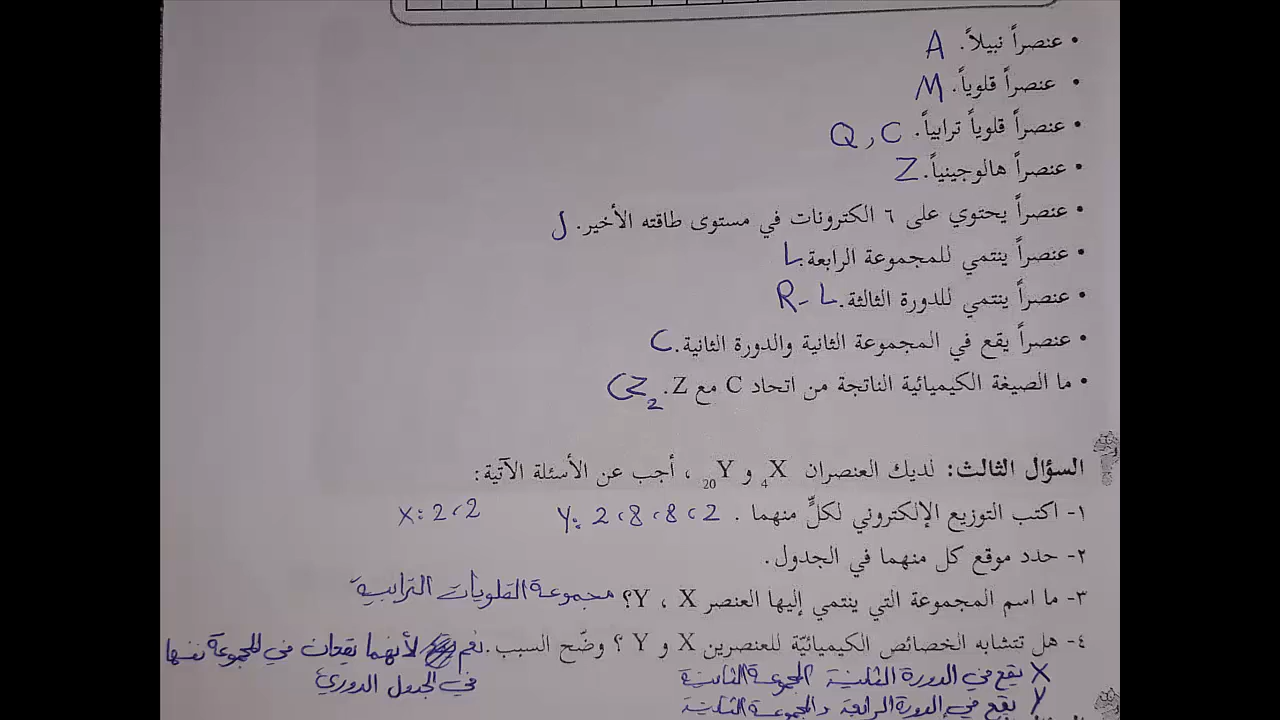 • عنصراً نبيلاً. A
• عنصراً قلوياً. M
• عنصراً قلوياً ترابياً. Q , C
• عنصراً هالوجينياً. Z
• عنصراً يحتوي على ٦ الكترونات في مستوى طاقته الأخير. J
• عنصراً ينتمي للمجموعة الرابعة. L
• عنصراً ينتمي للدورة الثالثة. R - L
• عنصراً يقع في المجموعة الثانية والدورة الثانية. C
• ما الصيغة الكيميائية الناتجة من اتحاد C مع Z. CZ₂
السؤال الثالث: لديك العنصران ₄X و ₂₀Y ، أجب عن الأسئلة الآتية:
١- اكتب التوزيع الإلكتروني لكلٍّ منهما. Y: 2،8،8،2 X: 2،2
٢- حدد موقع كل منهما في الجدول.
٣- ما اسم المجموعة التي ينتمي إليها العنصر X ، Y؟ مجموعة القلويات الترابية
٤- هل تتشابه الخصائص الكيميائيّة للعنصرين X و Y ؟ وضّح السبب. نعم لأنهما يقعان في المجموعة نفسها
في الجدول الدوري
X يقع في الدورة الثانية المجموعة الثانية
Y يقع في الدورة الرابعة والمجموعة الثانية